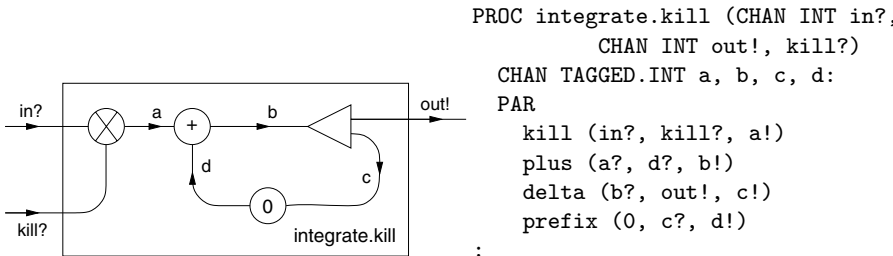 in?
a
b
out!
+
d
c
0
kill?
integrate.kill
PROC integrate.kill (CHAN INT in?,
CHAN INT out!, kill?)
CHAN TAGGED.INT a, b, c, d:
PAR
kill (in?, kill?, a!)
plus (a?, d?, b!)
delta (b?, out!, c!)
prefix (0, c?, d!)
: